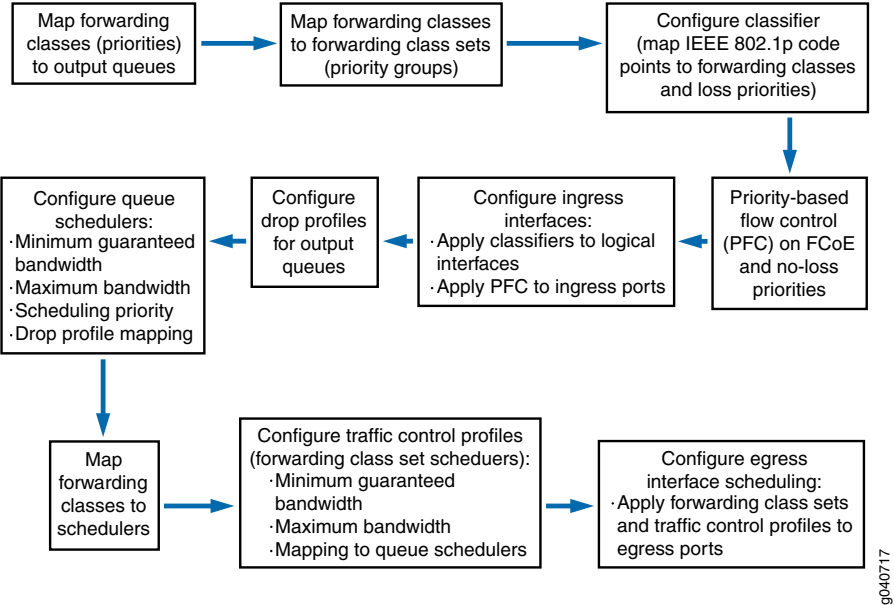 Map forwarding
classes (priorities)
to output queues
Map forwarding classes
to forwarding class sets
(priority groups)
Configure classifier
(map IEEE 802.1p code
points to forwarding classes
and loss priorities)
Priority-based
flow control
(PFC) on FCoE
and no-loss
priorities
Configure ingress
interfaces:
·Apply classifiers to logical
interfaces
·Apply PFC to ingress ports
Configure
drop profiles
for output
queues
Configure queue
schedulers:
·Minimum guaranteed
bandwidth
·Maximum bandwidth
·Scheduling priority
·Drop profile mapping
Map
forwarding
classes to
schedulers
Configure traffic control profiles
(forwarding class set scheduers):
·Minimum guaranteed
bandwidth
·Maximum bandwidth
·Mapping to queue schedulers
Configure egress
interface scheduling:
·Apply forwarding class sets
and traffic control profiles to
egress ports
g040717